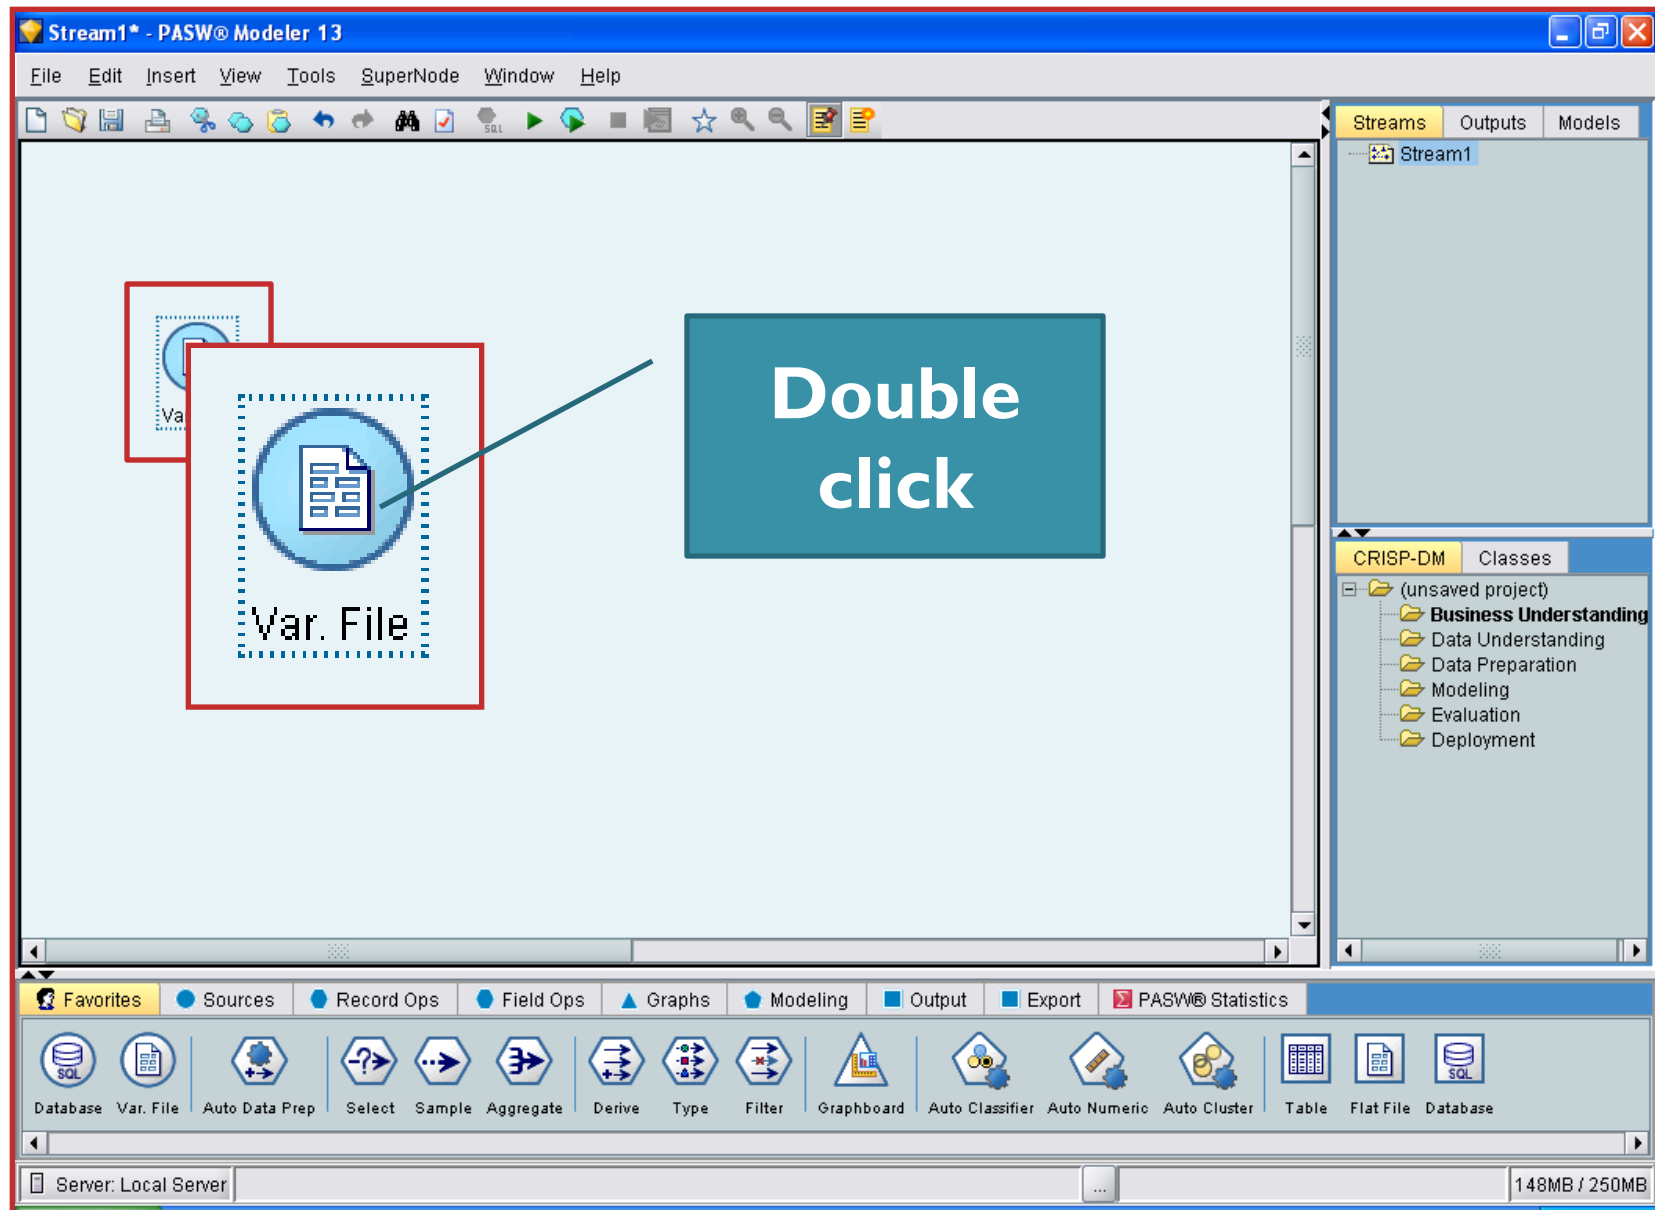 Stream1* - PASW® Modeler 13
File Edit Insert View Tools SuperNode Window Help
SQL
Streams Outputs Models
Stream1
Va
Var. File
Double
click
CRISP-DM Classes
(unsaved project)
Business Understanding
Data Understanding
Data Preparation
Modeling
Evaluation
Deployment
Favorites Sources Record Ops Field Ops Graphs Modeling Output Export PASW® Statistics
SQL SQL
Database Var. File Auto Data Prep Select Sample Aggregate Derive Type Filter Graphboard Auto Classifier Auto Numeric Auto Cluster Table Flat File Database
Server: Local Server ... 148MB / 250MB